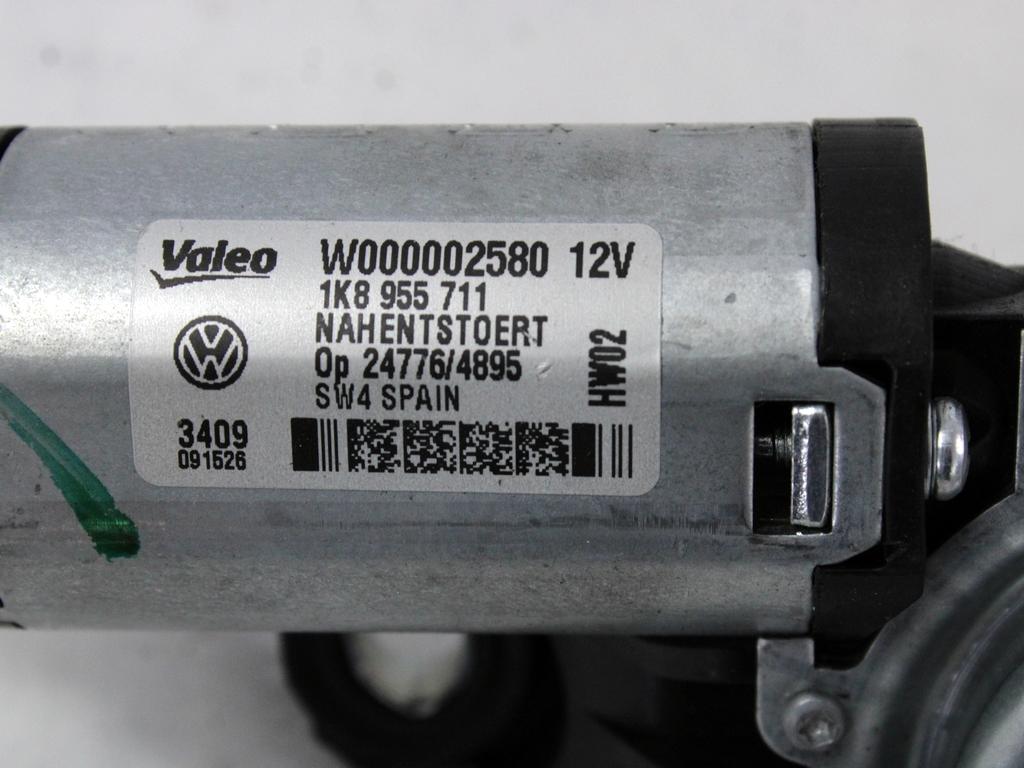 Valeo W000002580 12V
1K8 955 711
NAHENTSTOERT
Op 24776/4895
SW4 SPAIN
HW02
3409
091526